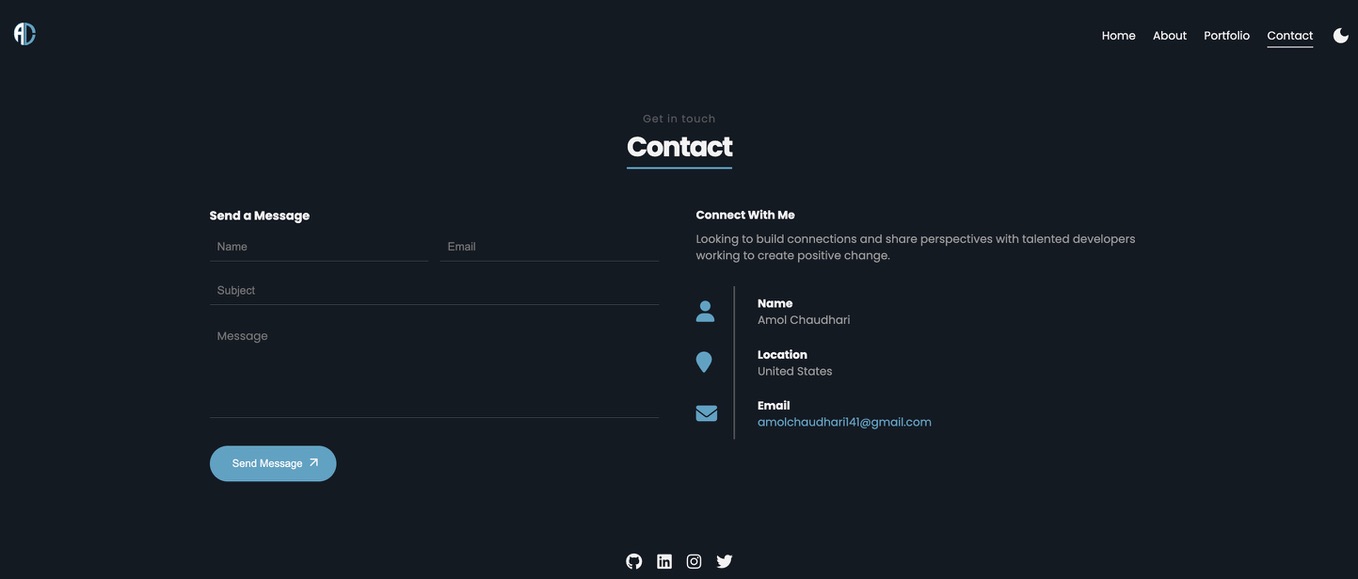 AC
Home About Portfolio Contact
Get in touch
Contact
Send a Message
Name Email
Subject
Message
Send Message
Connect With Me
Looking to build connections and share perspectives with talented developers
working to create positive change.
Name
Amol Chaudhari
Location
United States
Email
amolchaudhari141@gmail.com
in